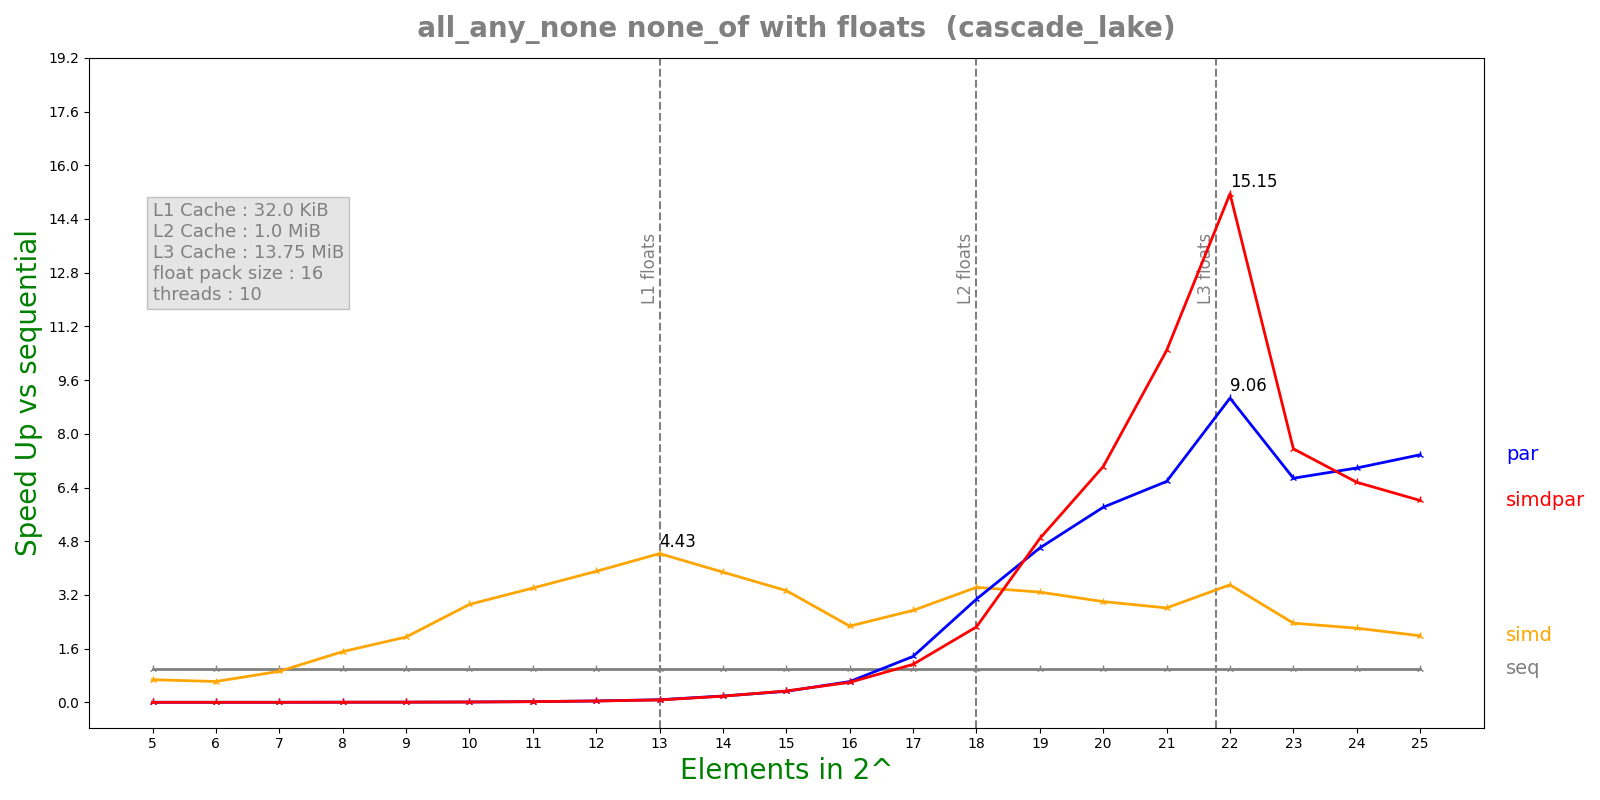 all_any_none none_of with floats (cascade_lake)
Speed Up vs sequential
19.2
17.6
16.0
14.4
12.8
11.2
9.6
8.0
6.4
4.8
3.2
1.6
0.0
L1 Cache : 32.0 KiB
L2 Cache : 1.0 MiB
L3 Cache : 13.75 MiB
float pack size : 16
threads : 10
L1 floats
L2 floats
L3 floats
15.15
9.06
4.43
par
simdpar
simd
seq
5 6 7 8 9 10 11 12 13 14 15 16 17 18 19 20 21 22 23 24 25
Elements in 2^